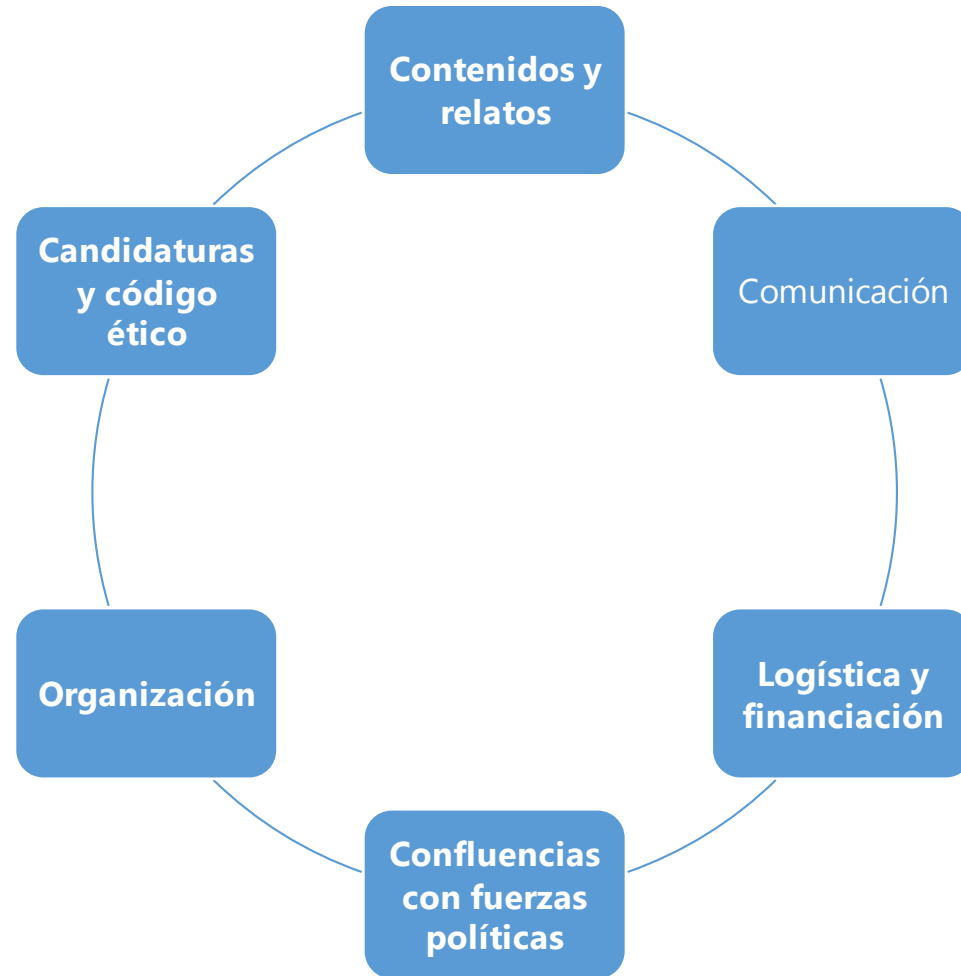 Contenidos y
relatos
Comunicación
Logística y
financiación
Confluencias
con fuerzas
políticas
Organización
Candidaturas
y código
ético